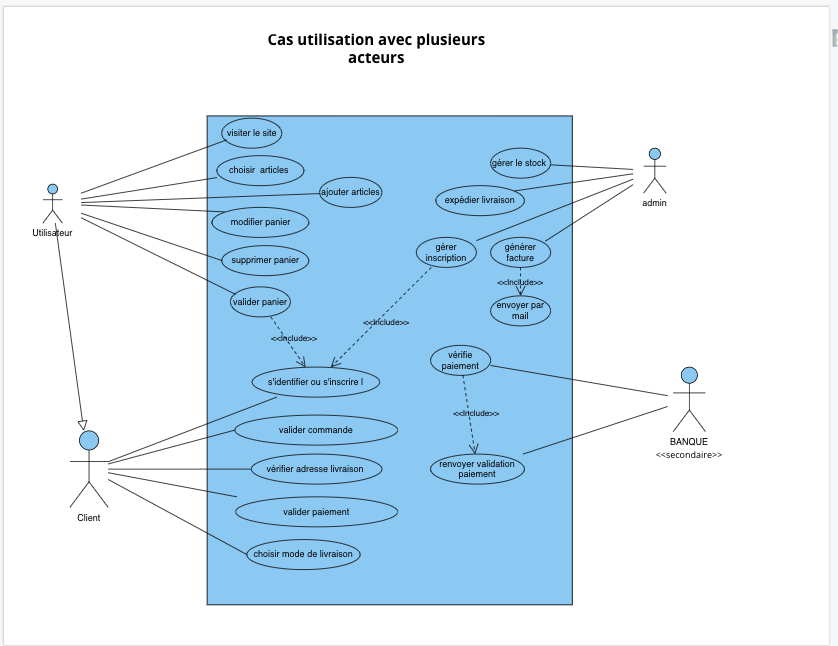 Cas utilisation avec plusieurs
acteurs
visiter le site
choisir articles
ajouter articles
modifier panier
supprimer panier
valider panier
Utilisateur
gérer le stock
expédier livraison
gérer
inscription
générer
facture
<<Include>>
envoyer par
mail
admin
<<Include>>
<<Include>>
s'identifier ou s'inscrire l
valider commande
vérifier adresse livraison
valider paiement
choisir mode de livraison
Client
vérifie
paiement
<<Include>>
renvoyer validation
paiement
BANQUE
<<secondaire>>